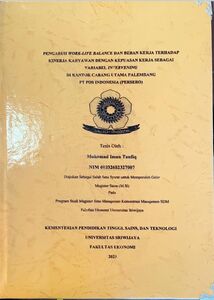 PENGARUH WORK-LIFE BALANCE DAN BEBAN KERJA TERHADAP
KINERJA KARYAWAN DENGAN KEPUASAN KERJA SEBAGAI
VARIABEL INTERVENING
DI KANTOR CABANG UTAMA PALEMBANG
PT POS INDONESIA (PERSERO)
Tesis Oleh :
Muhammad Imam Taufiq
NIM 01012682327007
Diajukan Sebagai Salah Satu Syarat untuk Memperoleh Gelar
Magister Sains (M.Si)
Pada
Program Studi Magister Ilmu Manajemen Konsentrasi Manajemen SDM
Fakultas Ekonomi Universitas Sriwijaya
KEMENTERIAN PENDIDIKAN TINGGI, SAINS, DAN TEKNOLOGI
UNIVERSITAS SRIWIJAYA
FAKULTAS EKONOMI
2025